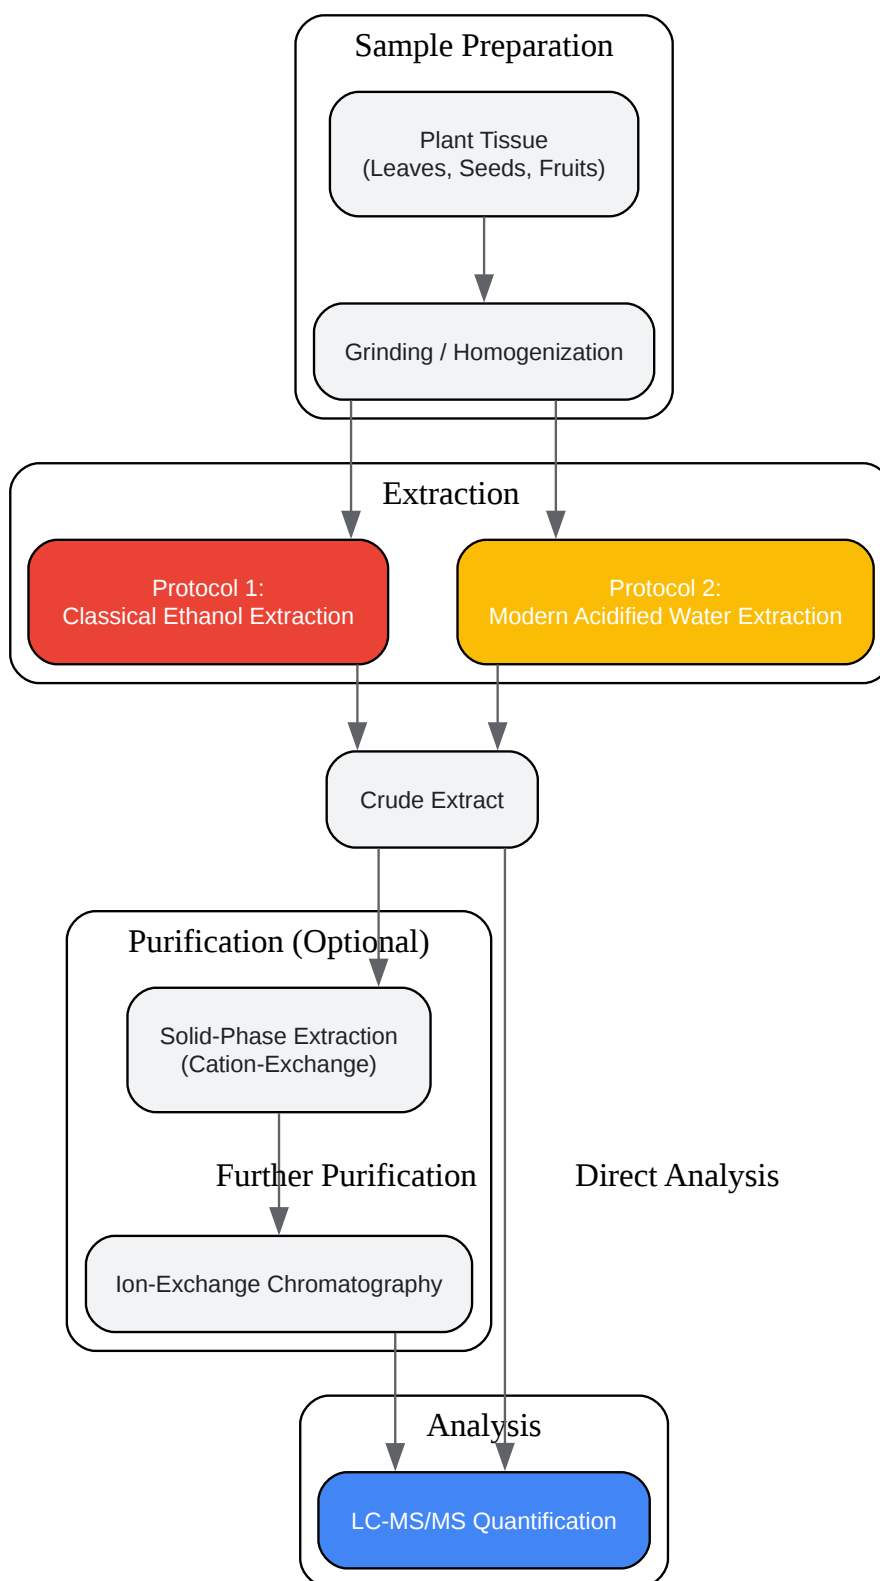 Sample Preparation
Plant Tissue
(Leaves, Seeds, Fruits)
Grinding / Homogenization
Extraction
Protocol 1:
Classical Ethanol Extraction
Protocol 2:
Modern Acidified Water Extraction
Crude Extract
Purification (Optional)
Solid-Phase Extraction
(Cation-Exchange)
Further Purification
Direct Analysis
Ion-Exchange Chromatography
Analysis
LC-MS/MS Quantification